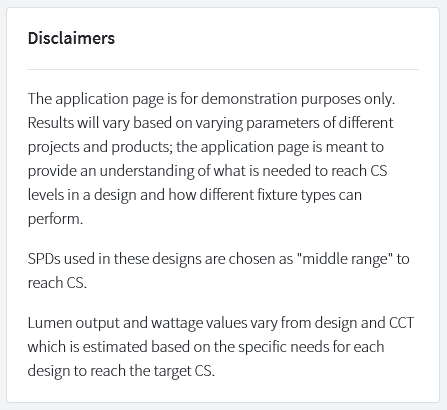 Disclaimers
The application page is for demonstration purposes only.
Results will vary based on varying parameters of different
projects and products; the application page is meant to
provide an understanding of what is needed to reach CS
levels in a design and how different fixture types can
perform.
SPDs used in these designs are chosen as "middle range" to
reach CS.
Lumen output and wattage values vary from design and CCT
which is estimated based on the specific needs for each
design to reach the target CS.